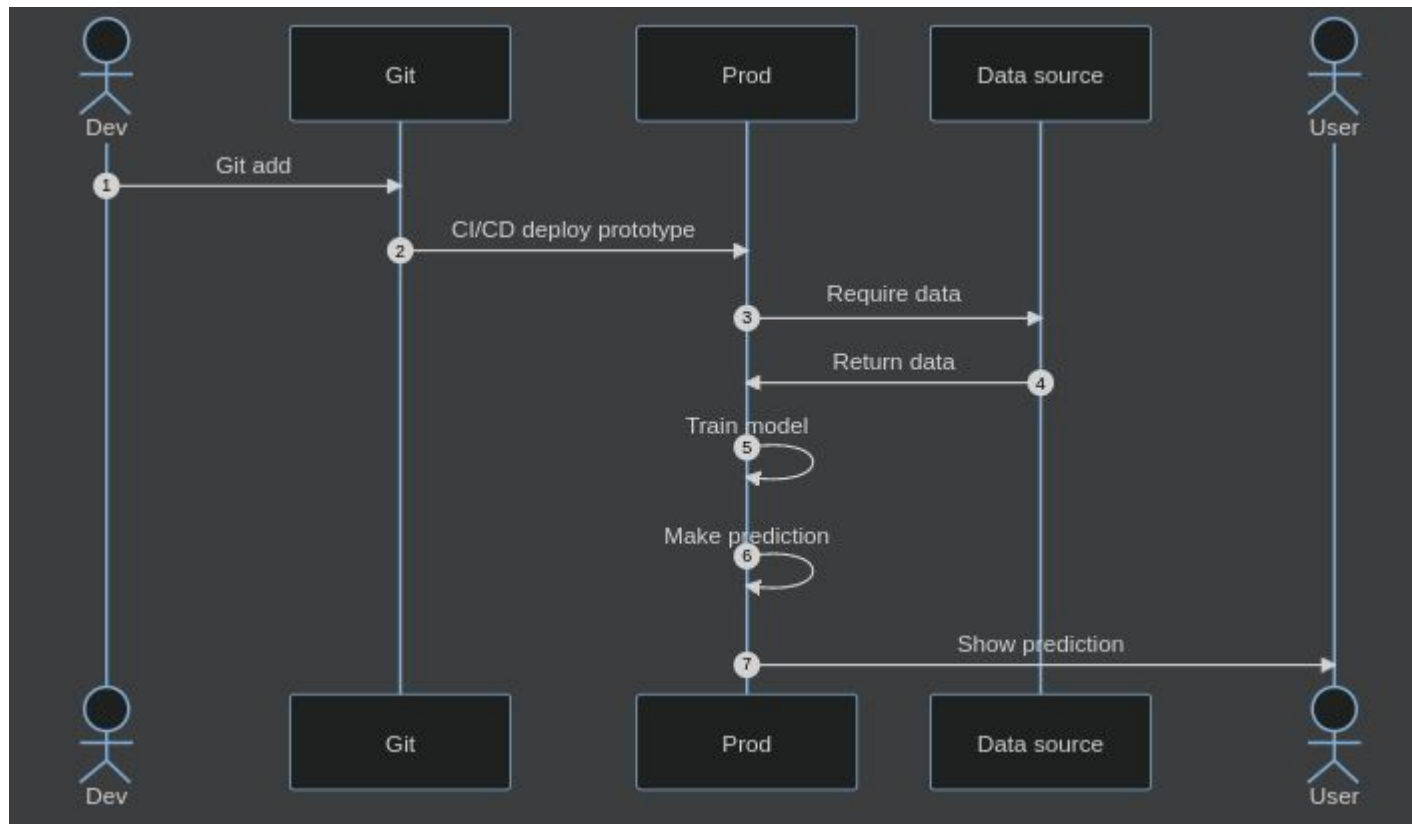 Dev
Git
Prod
Data source
User
Git add
1
CI/CD deploy prototype
2
Require data
3
Return data
4
Train model
5
Make prediction
6
Show prediction
7
Dev
Git
Prod
Data source
User